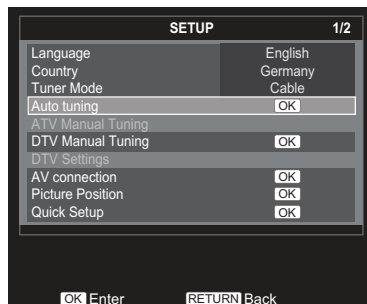 SETUP 1/2
Language English
Country Germany
Tuner Mode Cable
Auto tuning OK
ATV Manual Tuning
DTV Manual Tuning OK
DTV Settings
AV connection OK
Picture Position OK
Quick Setup OK
OK Enter RETURN Back